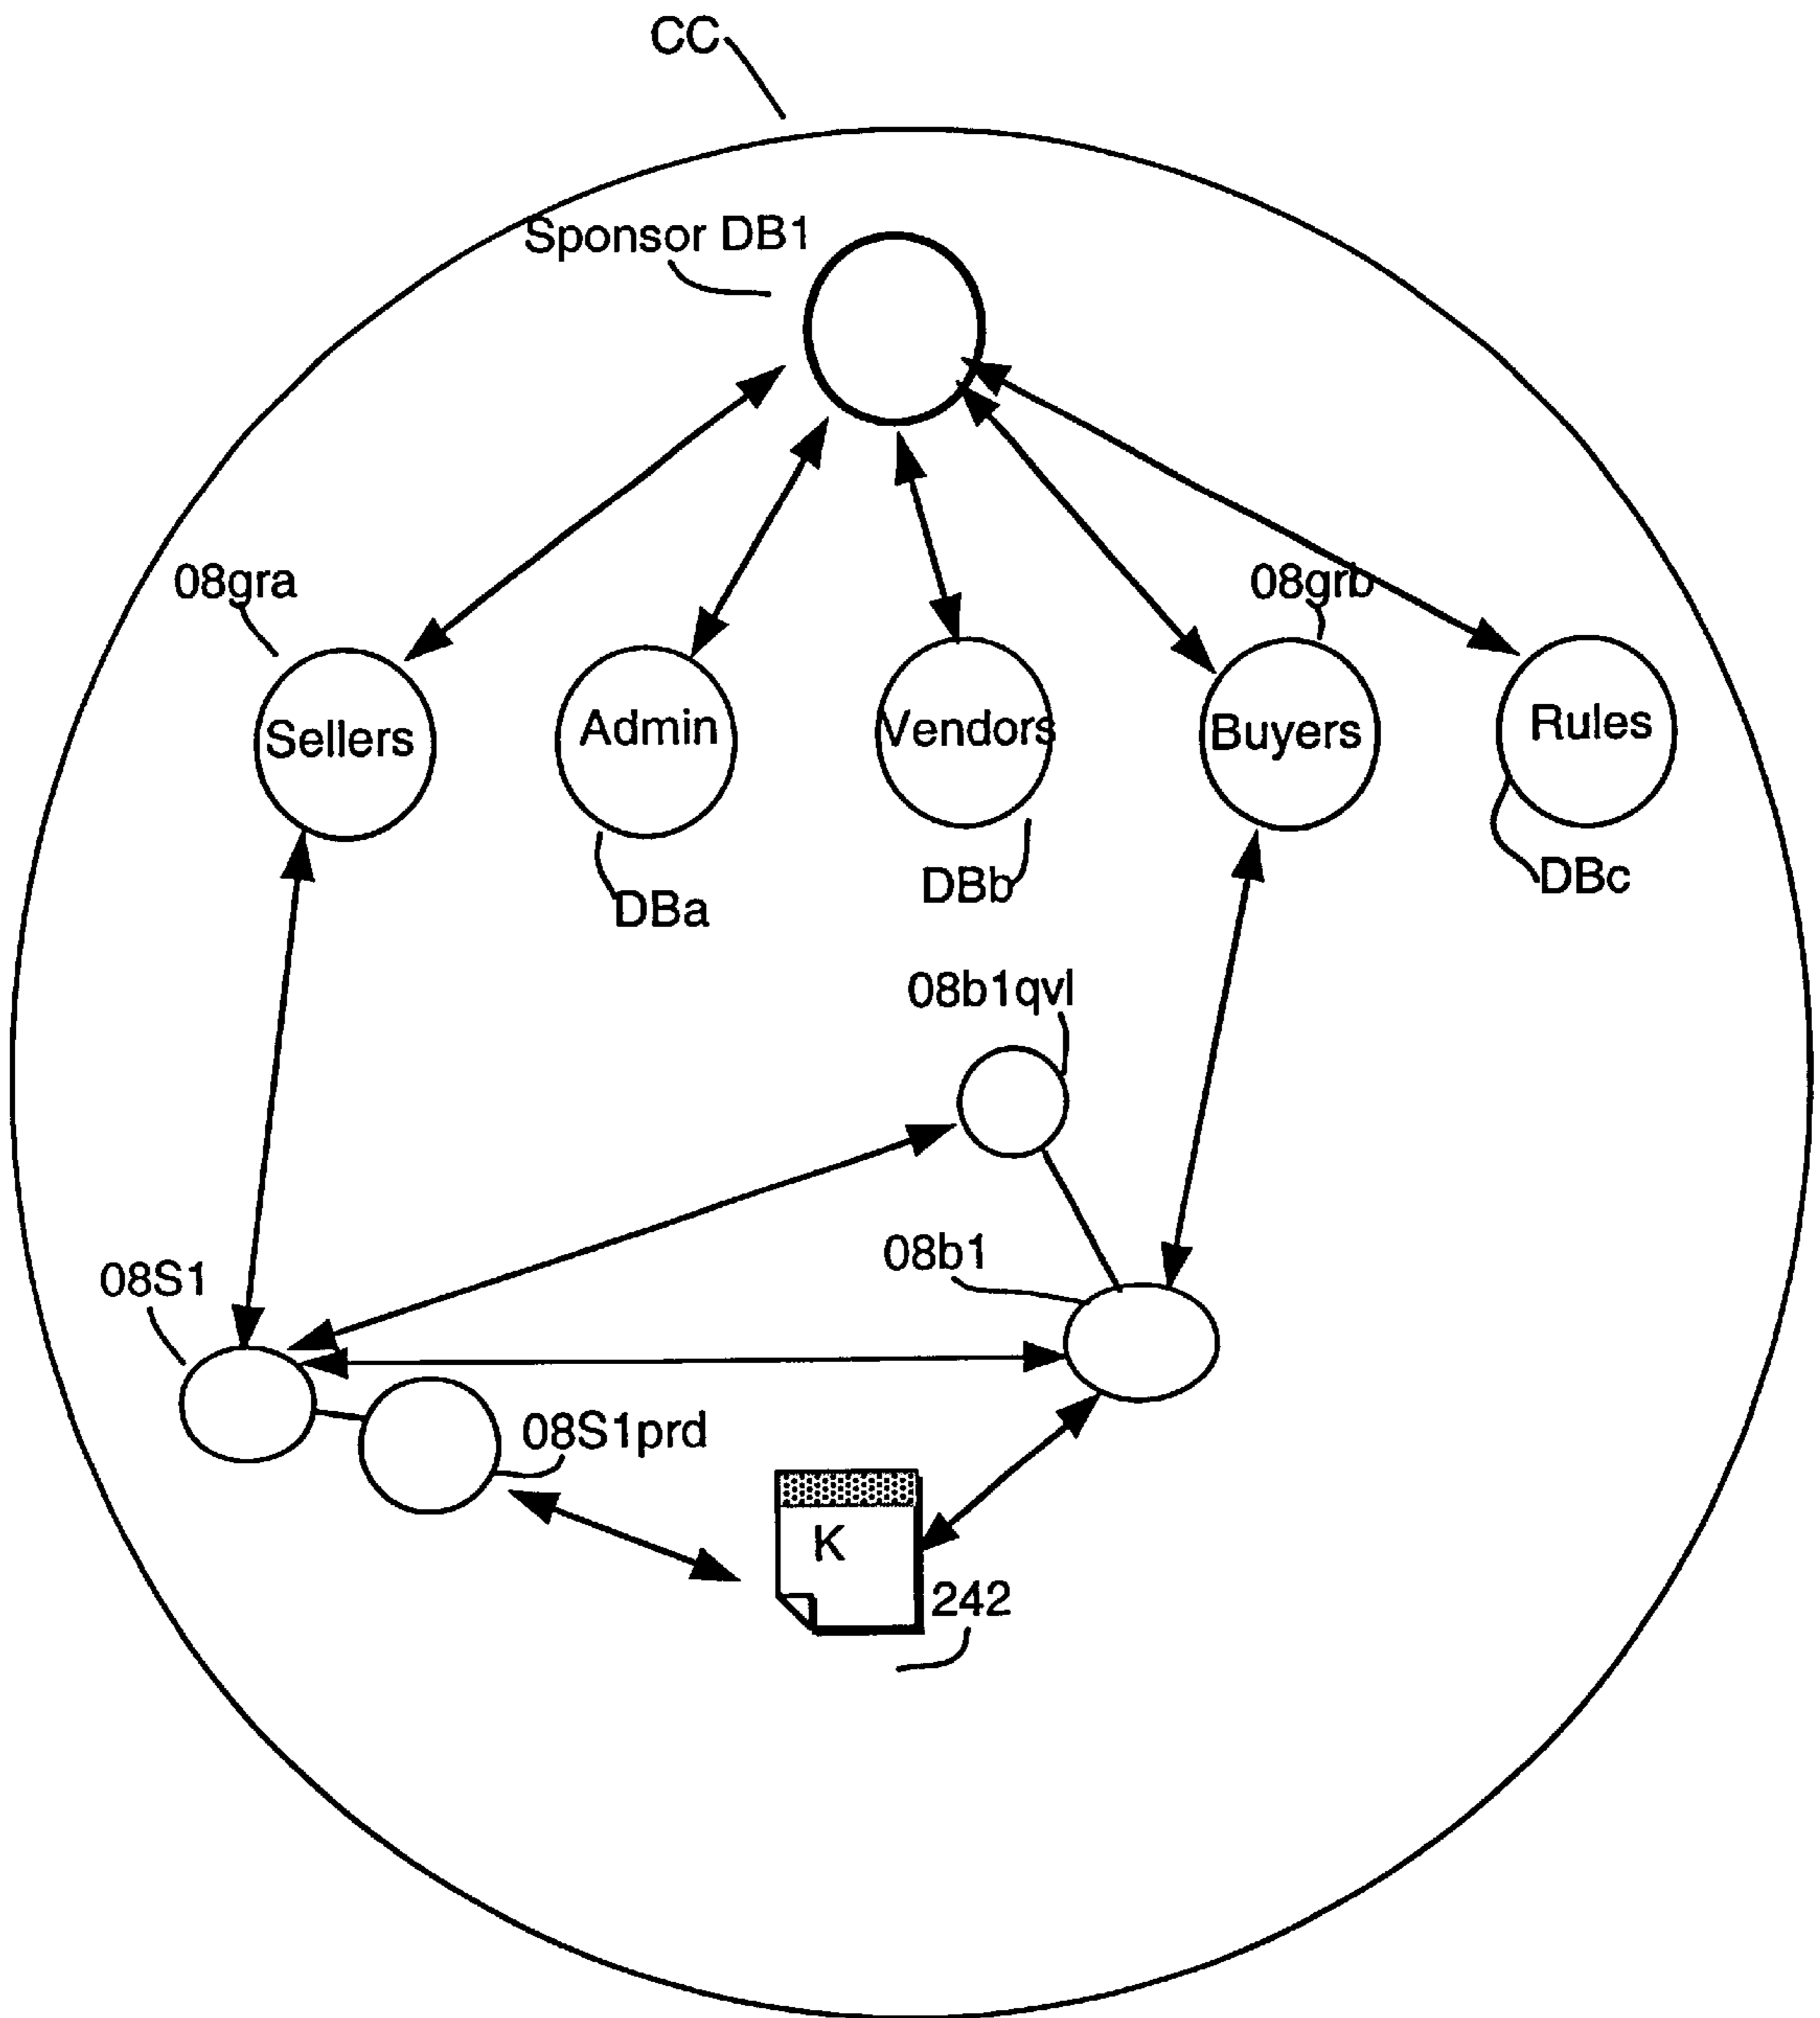 CC
Sponsor DB1
08gra
08grb
Sellers
Admin
Vendors
Buyers
Rules
DBa
DBb
DBc
08b1qvl
08b1
08S1
08S1prd
K
242